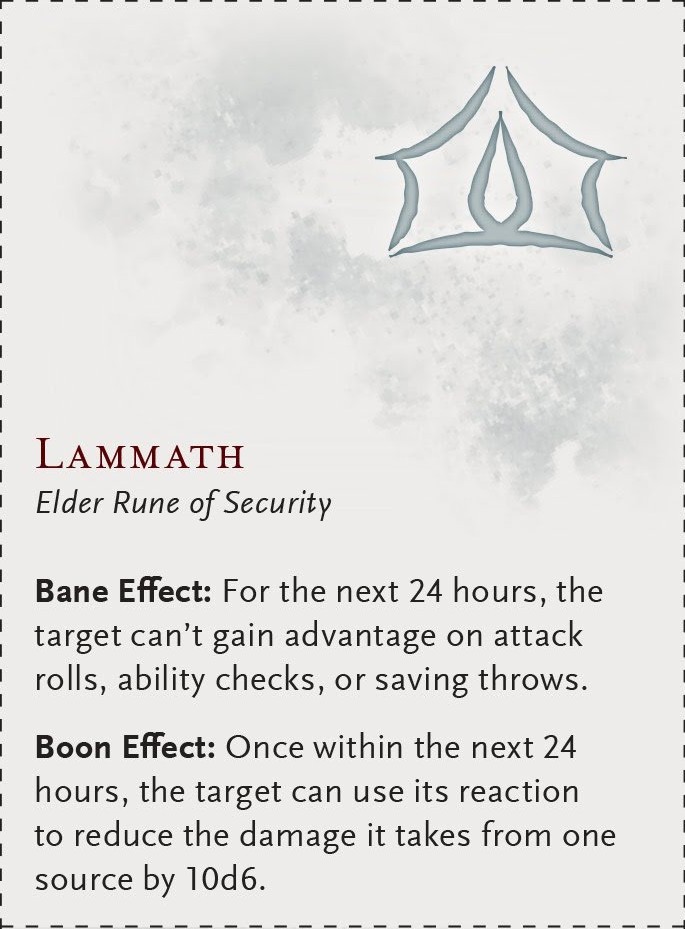 Lammath
Elder Rune of Security
Bane Effect: For the next 24 hours, the
target can’t gain advantage on attack
rolls, ability checks, or saving throws.
Boon Effect: Once within the next 24
hours, the target can use its reaction
to reduce the damage it takes from one
source by 10d6.